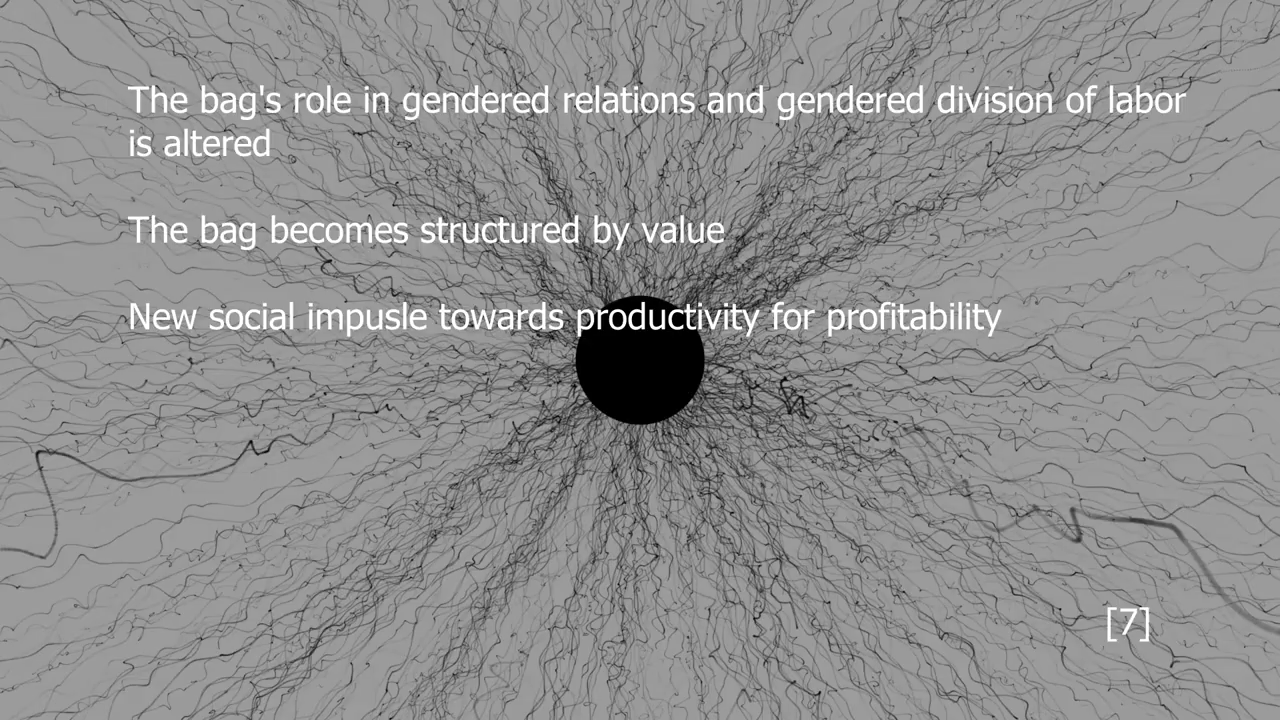 The bag's role in gendered relations and gendered division of labor
is altered
The bag becomes structured by value
New social impusle towards productivity for profitability
[7]